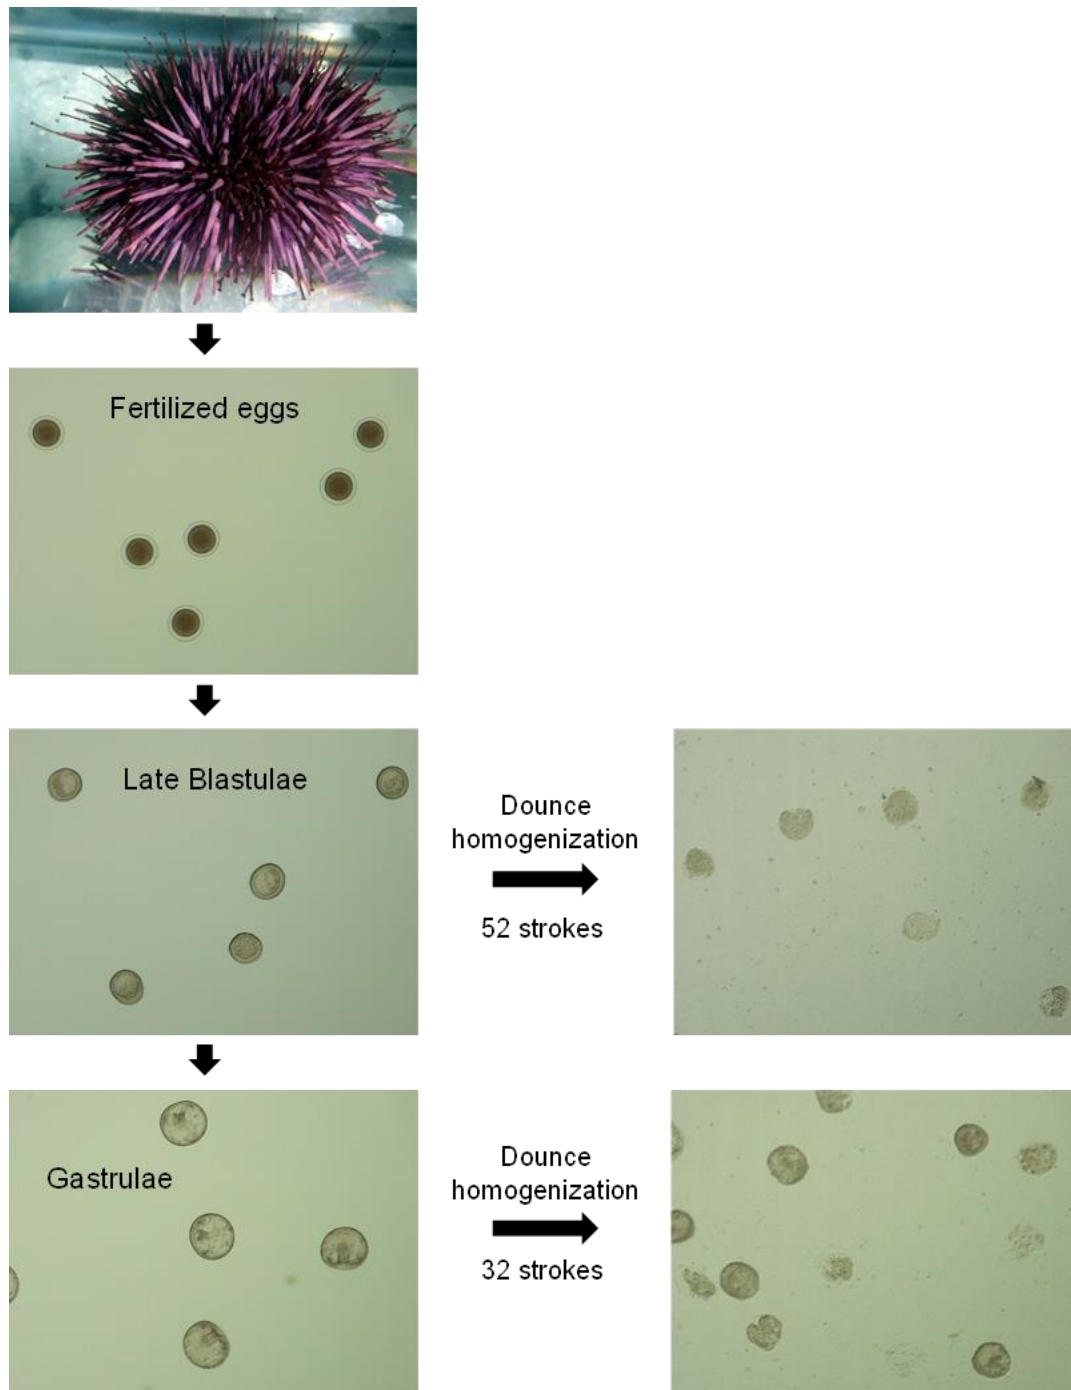 Fertilized eggs
Late Blastulae
Dounce
homogenization
52 strokes
Gastrulae
Dounce
homogenization
32 strokes